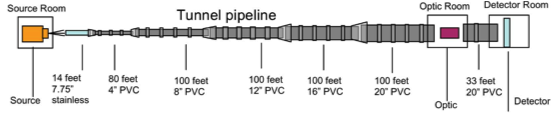 Source Room
Tunnel pipeline
Optic Room
Detector Room
14 feet
7.75”
stainless
80 feet
4” PVC
100 feet
8” PVC
100 feet
12” PVC
100 feet
16” PVC
100 feet
20” PVC
33 feet
20” PVC
Source
Optic
Detector